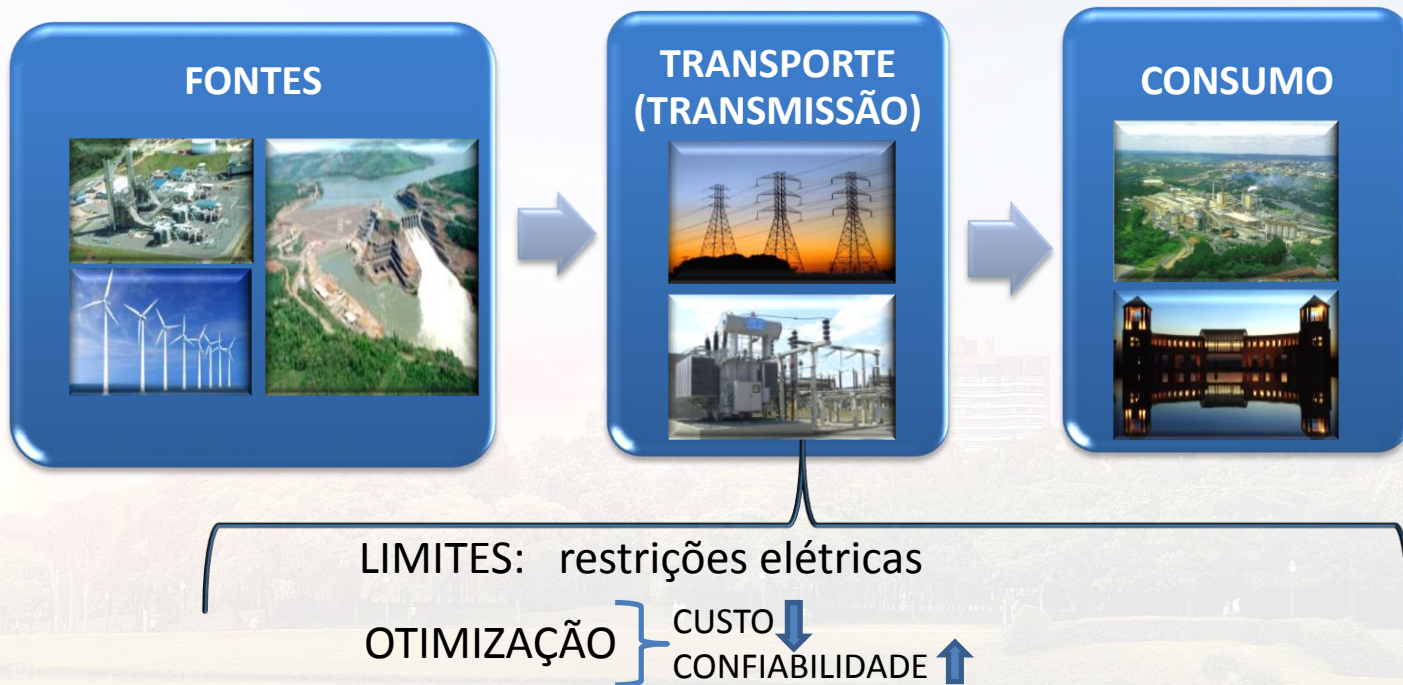 FONTES
TRANSPORTE
(TRANSMISSÃO)
CONSUMO
LIMITES: restrições elétricas
OTIMIZAÇÃO
CUSTO
CONFIABILIDADE